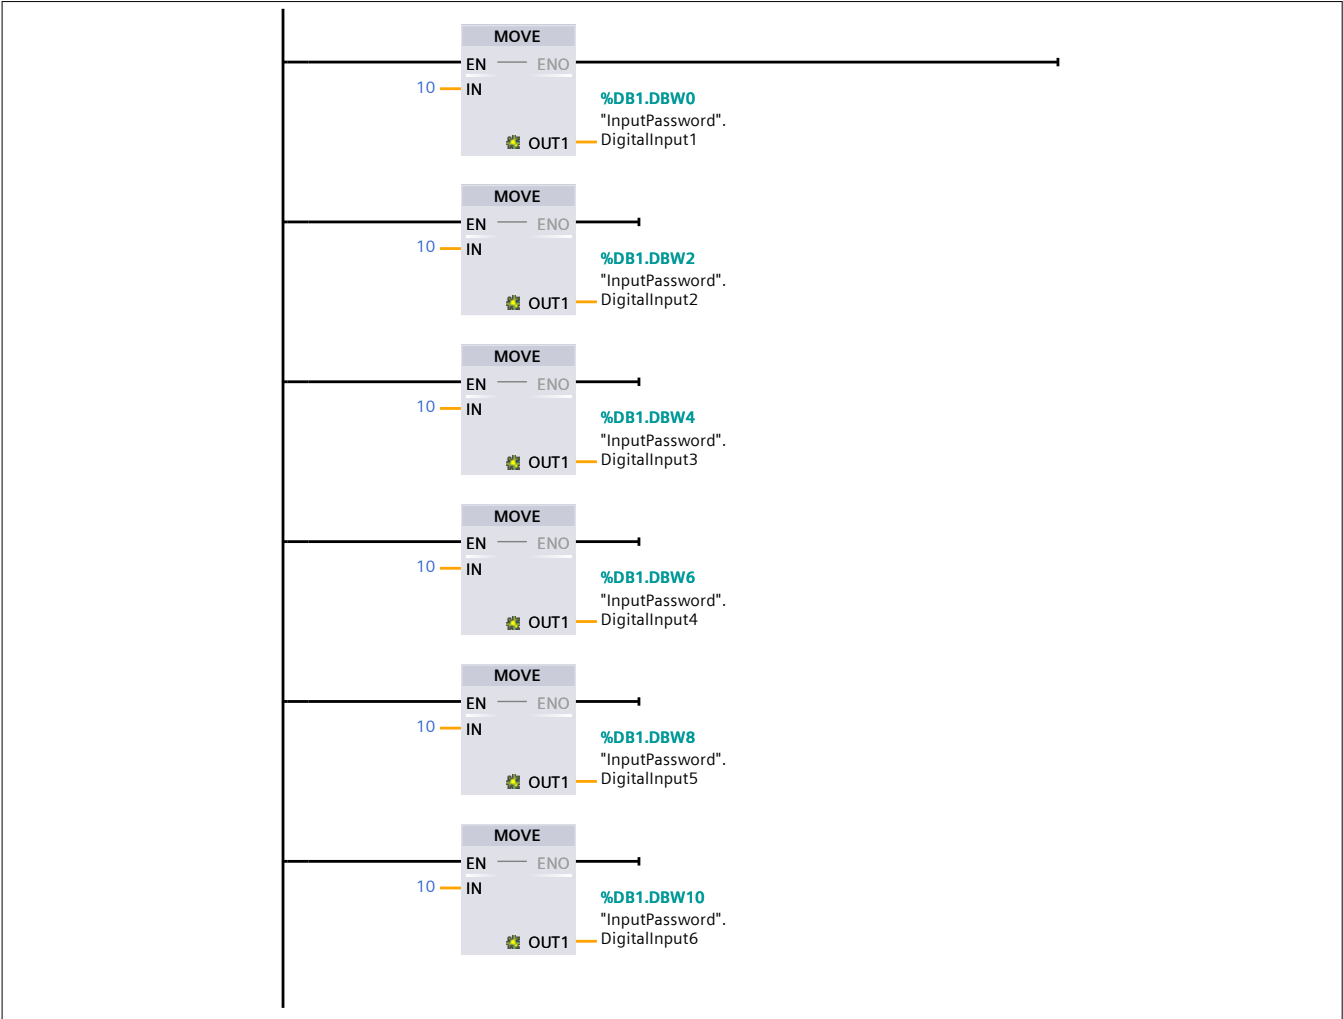 MOVE
EN ENO
10 IN
%DB1.DBW0
"InputPassword".
OUT1 DigitalInput1
MOVE
EN ENO
10 IN
%DB1.DBW2
"InputPassword".
OUT1 DigitalInput2
MOVE
EN ENO
10 IN
%DB1.DBW4
"InputPassword".
OUT1 DigitalInput3
MOVE
EN ENO
10 IN
%DB1.DBW6
"InputPassword".
OUT1 DigitalInput4
MOVE
EN ENO
10 IN
%DB1.DBW8
"InputPassword".
OUT1 DigitalInput5
MOVE
EN ENO
10 IN
%DB1.DBW10
"InputPassword".
OUT1 DigitalInput6